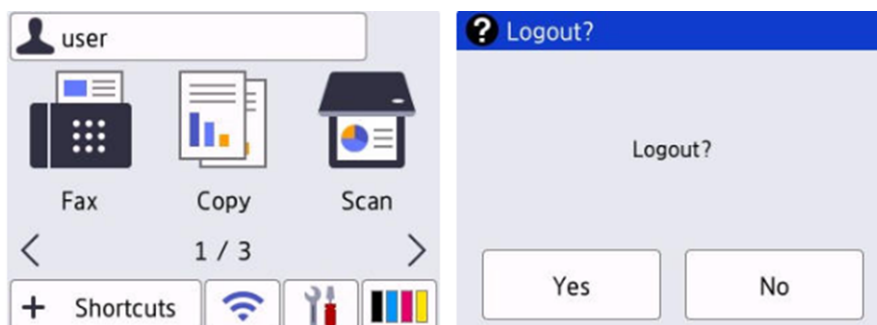 user
Fax Copy Scan
1 / 3
+ Shortcuts
Logout?
Logout?
Yes No